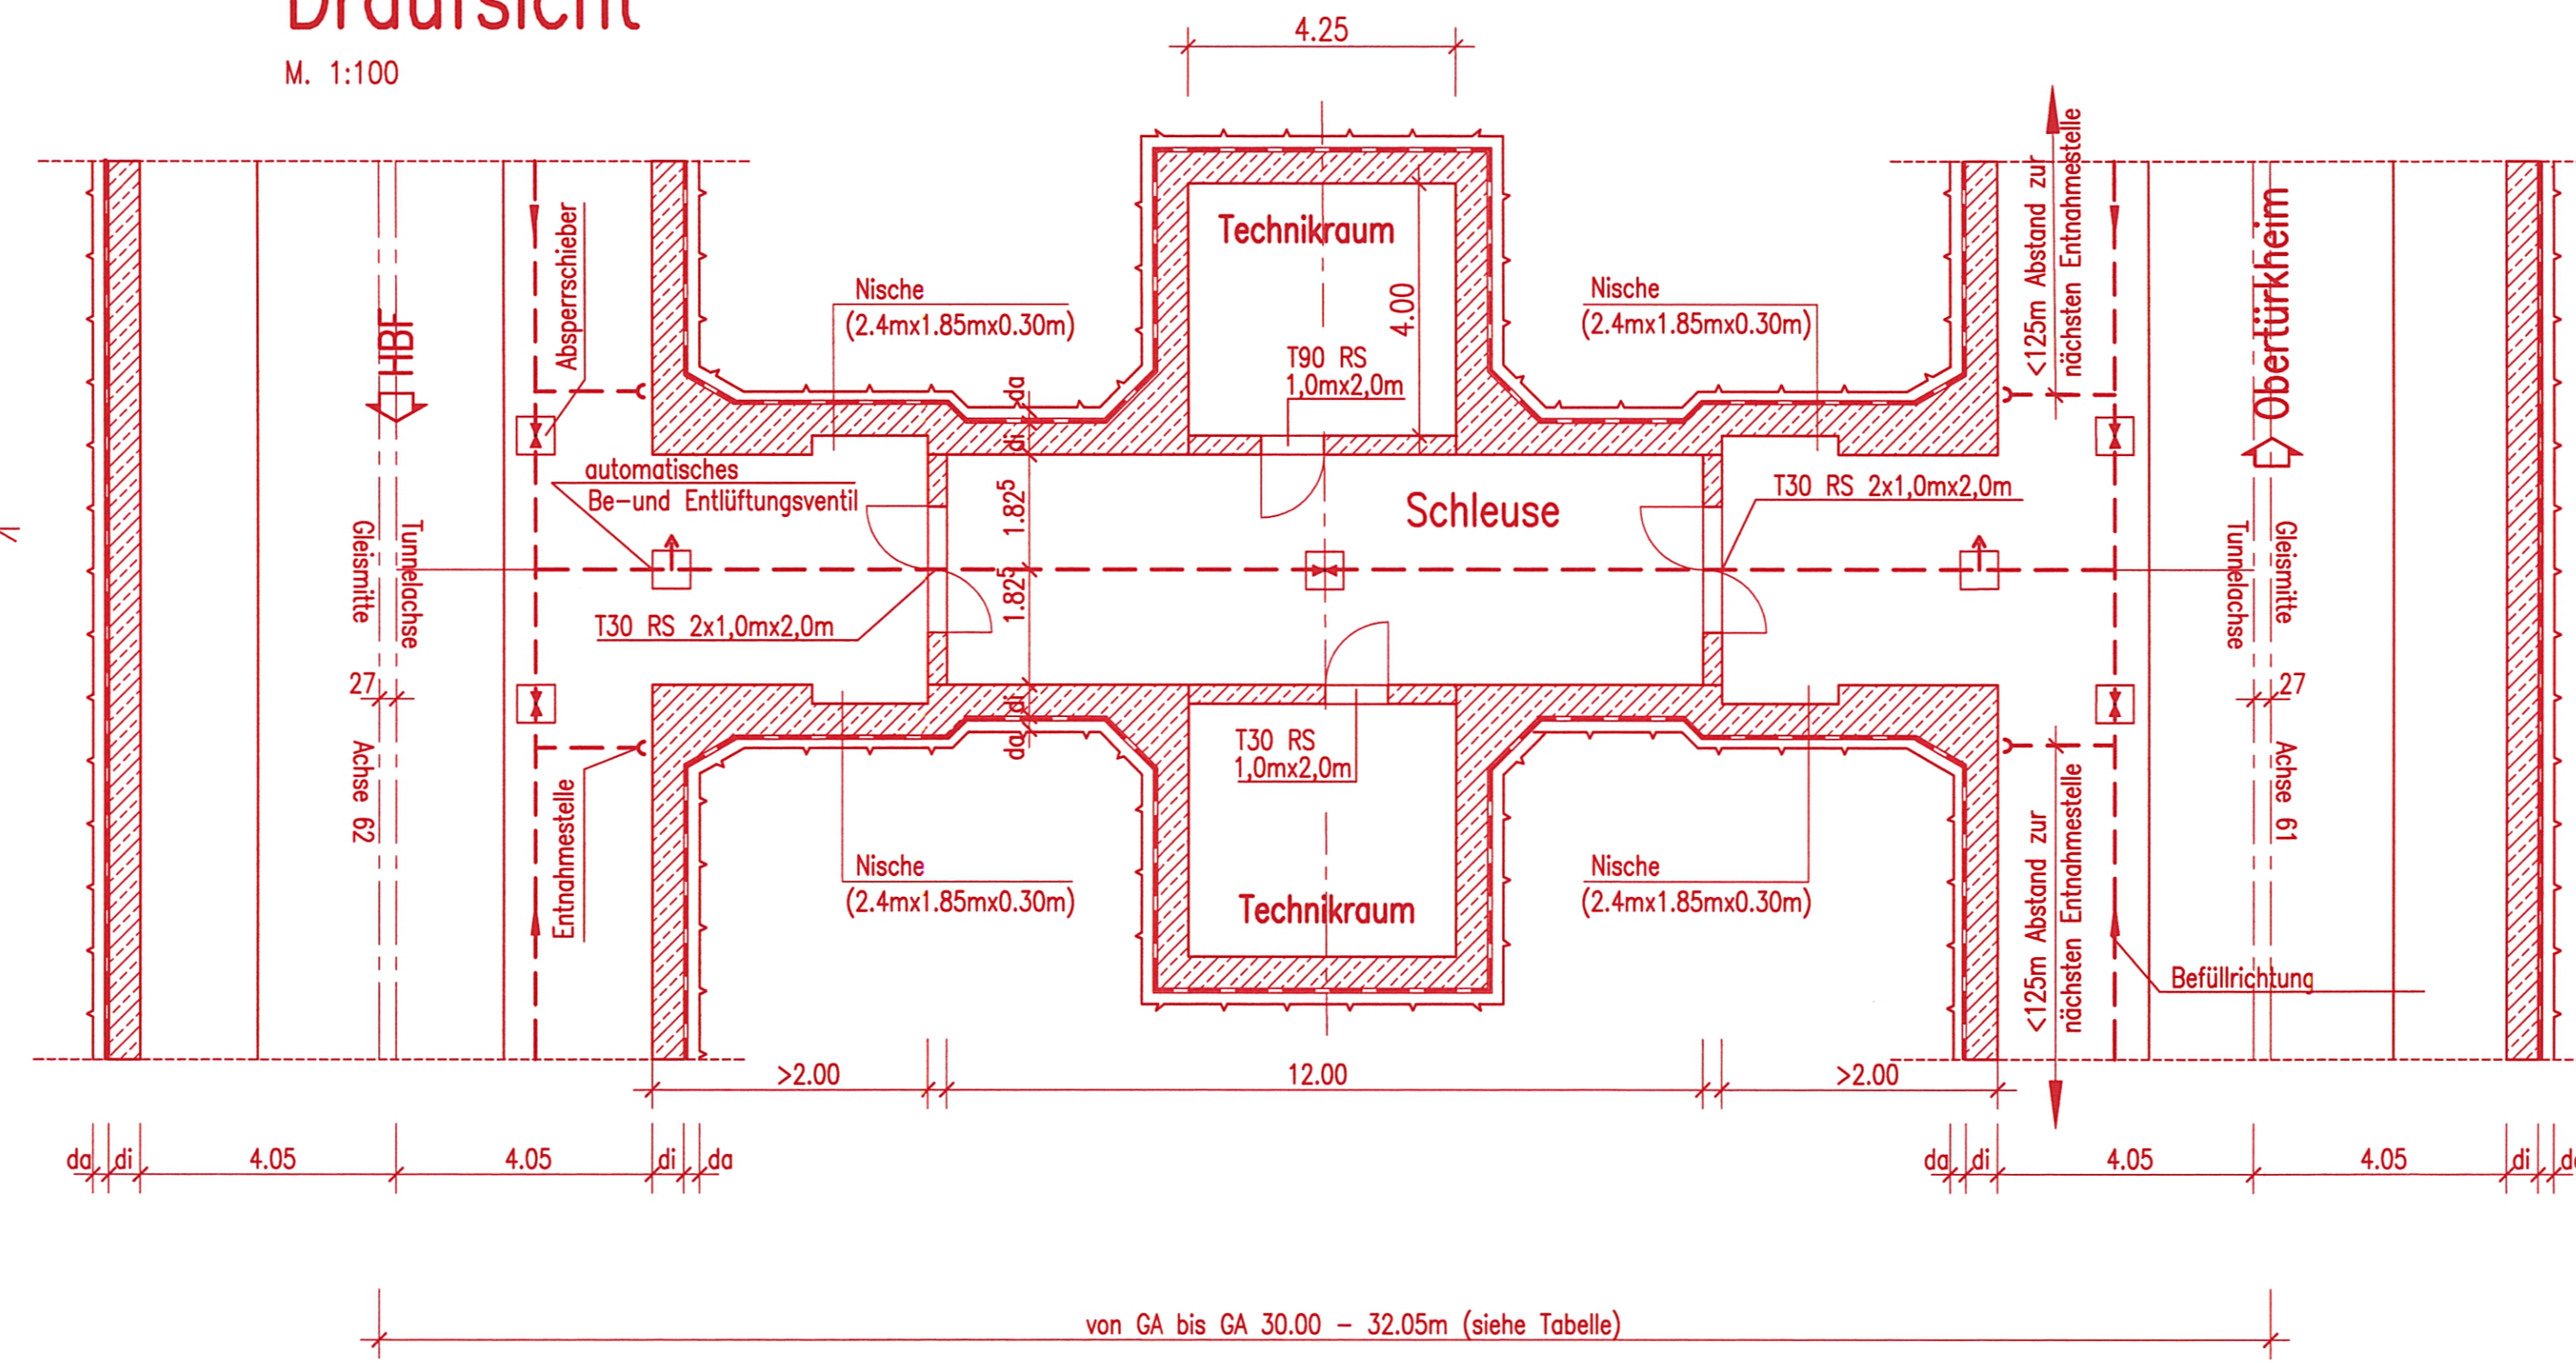 Draufsicht
M. 1:100
4.25
Technikraum
4.00
T90 RS
1,0mx2,0m
Nische
(2.4mx1.85mx0.30m)
Nische
(2.4mx1.85mx0.30m)
<125m Abstand zur
nächsten Entnahmestelle
Obertürkheim
HBF
Absperrschieber
automatisches
Be-und Entlüftungsventil
da
di
1.82⁵
1.82⁵
di
da
Schleuse
T30 RS 2x1,0mx2,0m
T30 RS 2x1,0mx2,0m
Tunnelachse
Gleismitte
27
Achse 62
Gleismitte
Tunnelachse
27
Achse 61
T30 RS
1,0mx2,0m
Technikraum
Entnahmestelle
Nische
(2.4mx1.85mx0.30m)
Nische
(2.4mx1.85mx0.30m)
<125m Abstand zur
nächsten Entnahmestelle
Befüllrichtung
>2.00
12.00
>2.00
da di 4.05 4.05 di da
da di 4.05 4.05 di
von GA bis GA 30.00 - 32.05m (siehe Tabelle)